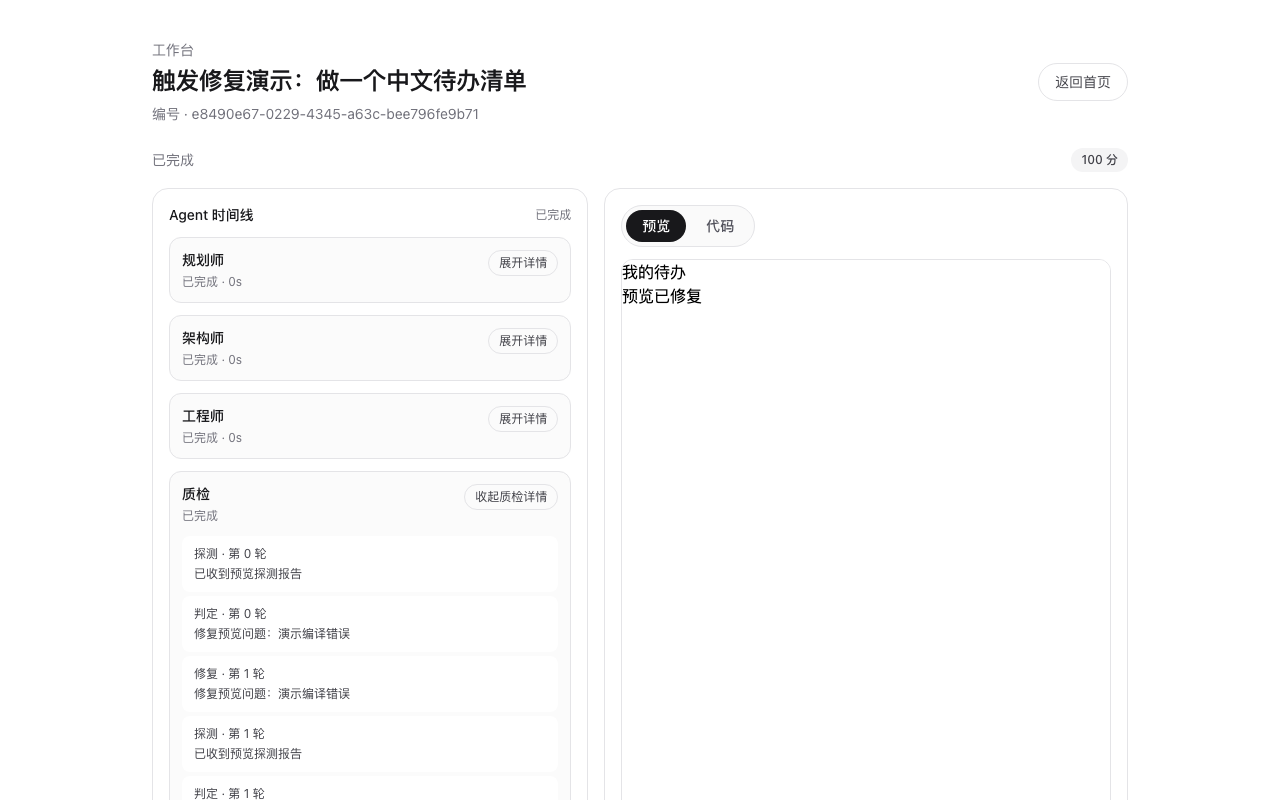 工作台
触发修复演示：做一个中文待办清单
返回首页
编号 · e8490e67-0229-4345-a63c-bee796fe9b71
已完成
100 分
Agent 时间线
已完成
规划师
展开详情
已完成 · 0s
架构师
展开详情
已完成 · 0s
工程师
展开详情
已完成 · 0s
质检
收起质检详情
已完成
探测 · 第 0 轮
已收到预览探测报告
判定 · 第 0 轮
修复预览问题：演示编译错误
修复 · 第 1 轮
修复预览问题：演示编译错误
探测 · 第 1 轮
已收到预览探测报告
判定 · 第 1 轮
预览
代码
我的待办
预览已修复